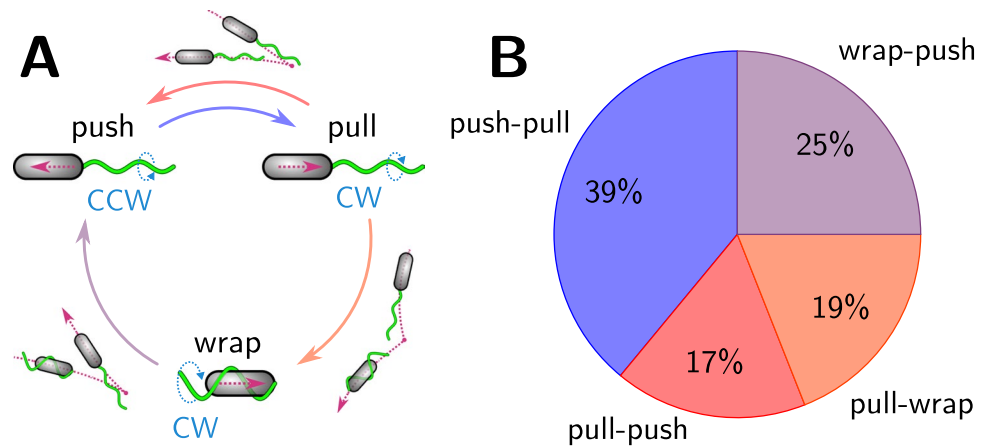 A
push
pull
CCW
CW
wrap
CW
B
wrap-push
push-pull
25%
39%
19%
17%
pull-wrap
pull-push